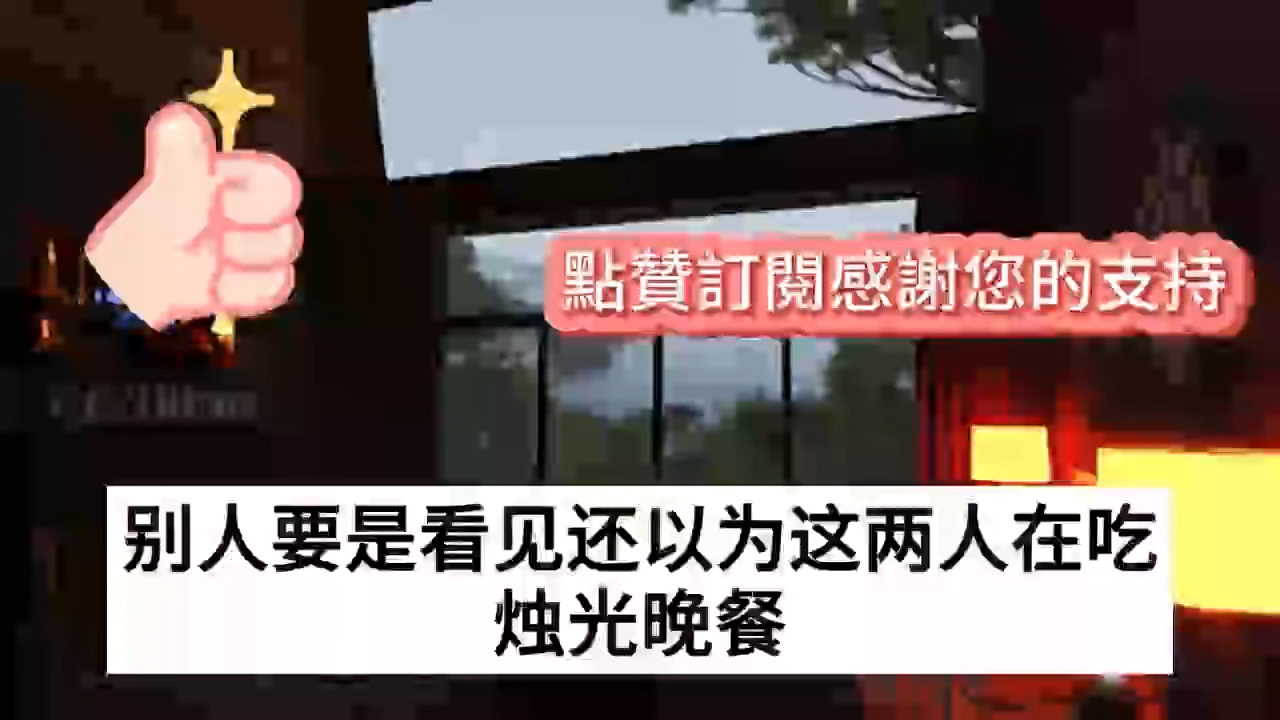 點贊訂閱感謝您的支持
别人要是看见还以为这两人在吃
烛光晚餐